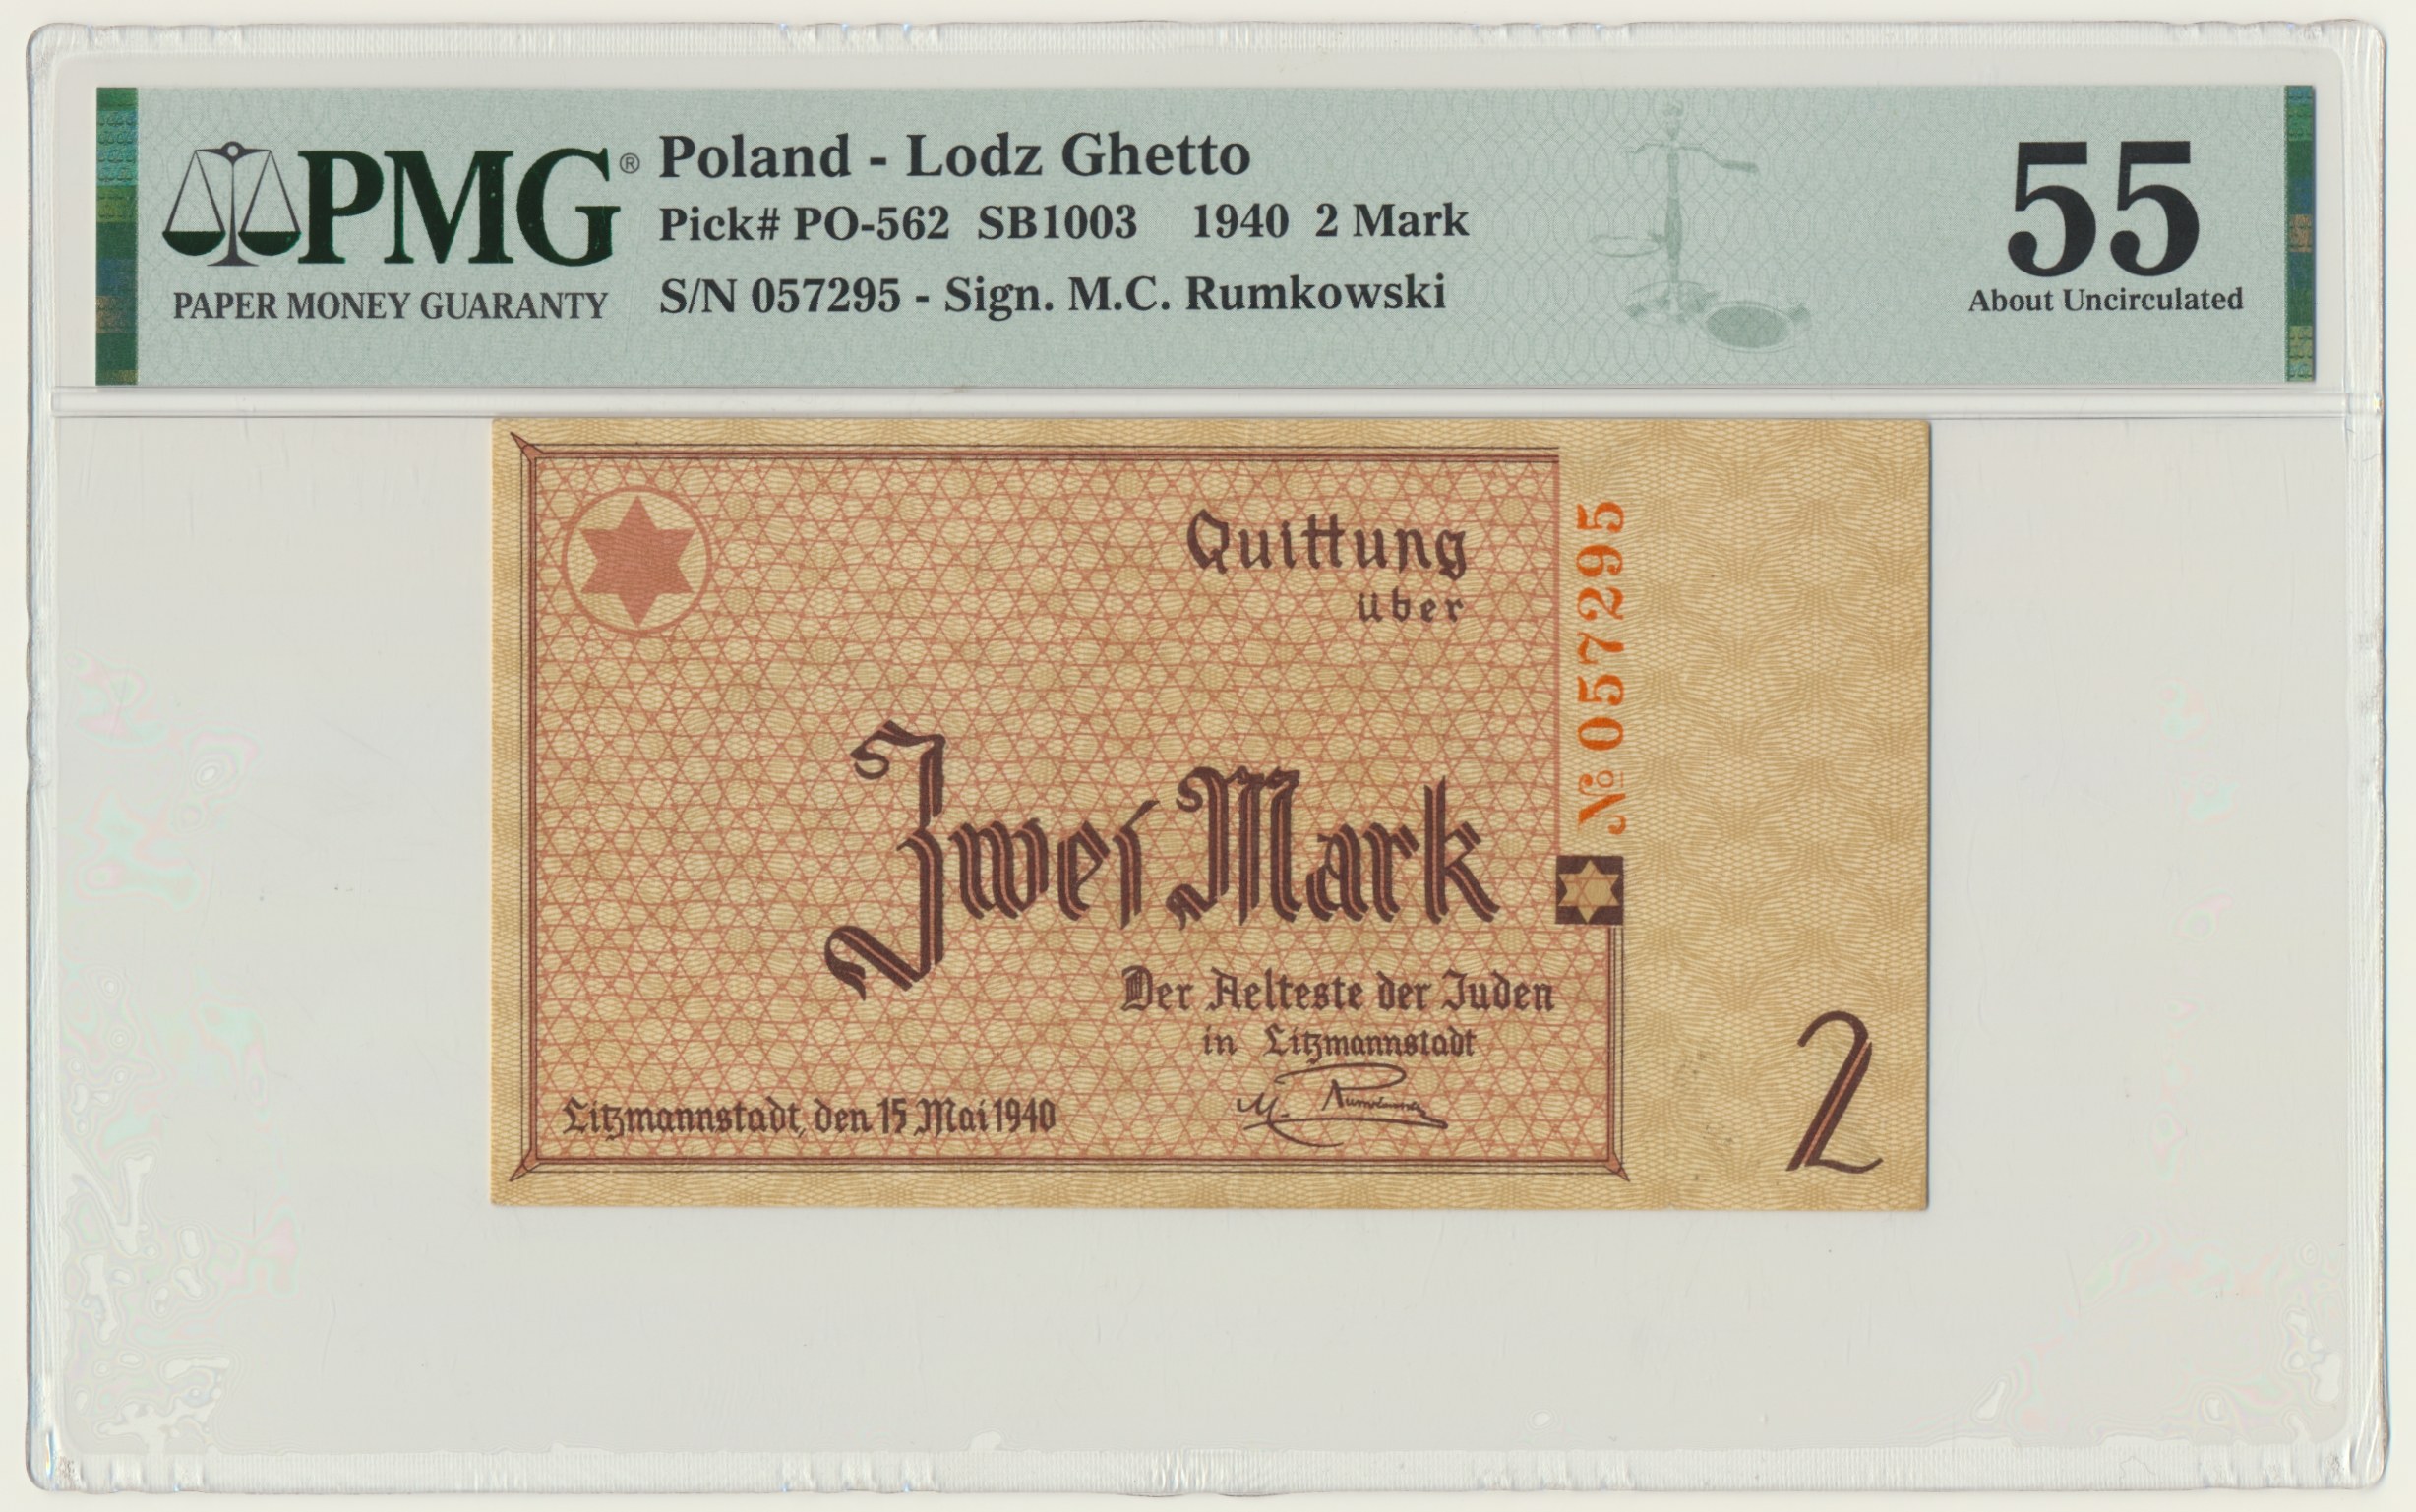 PMG®
PAPER MONEY GUARANTY
Poland - Lodz Ghetto
Pick# PO-562 SB1003 1940 2 Mark
S/N 057295 - Sign. M.C. Rumkowski
55
About Uncirculated
Quittung
über
Zwei Mark
Der Aelteste der Juden
in Litzmannstadt
M. Rumkowski
Litzmannstadt, den 15 Mai 1940
№ 057295
2